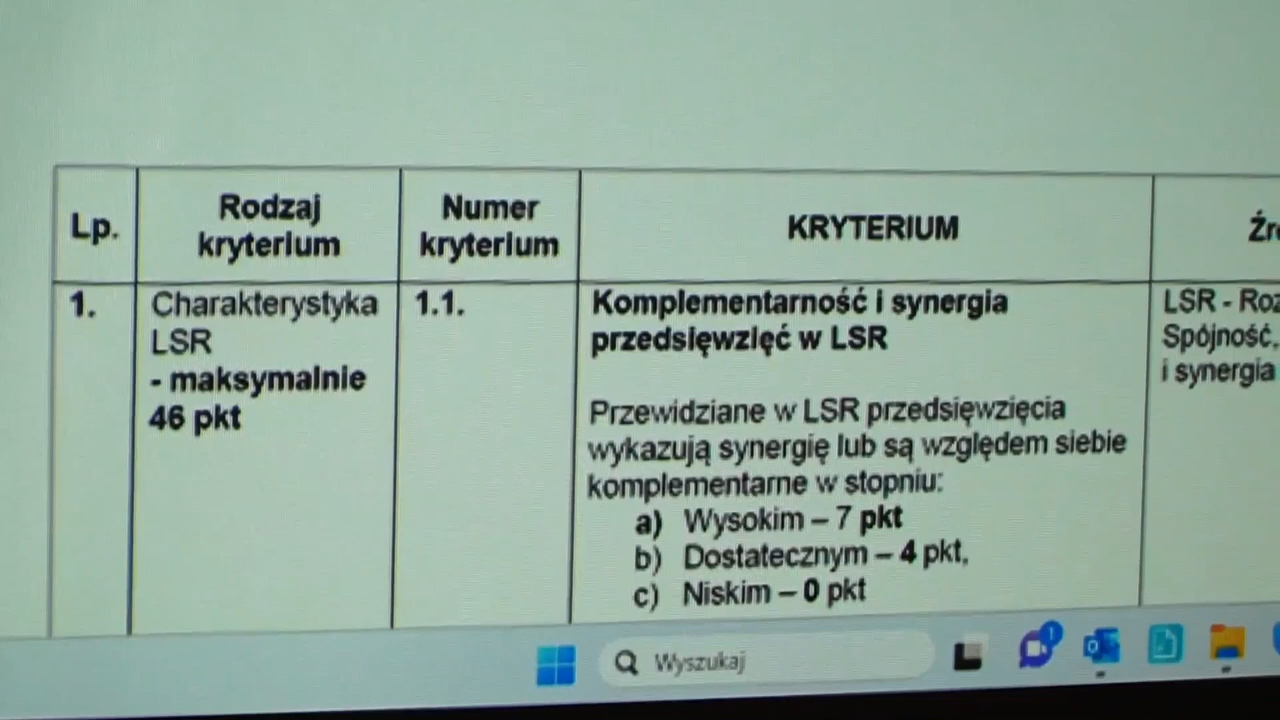 Lp.
Rodzaj
kryterium
Numer
kryterium
KRYTERIUM
1.
Charakterystyka
LSR
- maksymalnie
46 pkt
1.1.
Komplementarność i synergia
przedsięwzięć w LSR
Przewidziane w LSR przedsięwzięcia
wykazują synergię lub są względem siebie
komplementarne w stopniu:
a) Wysokim – 7 pkt
b) Dostatecznym – 4 pkt,
c) Niskim – 0 pkt
LSR -
Spójność,
i synergia
Wyszukaj
1